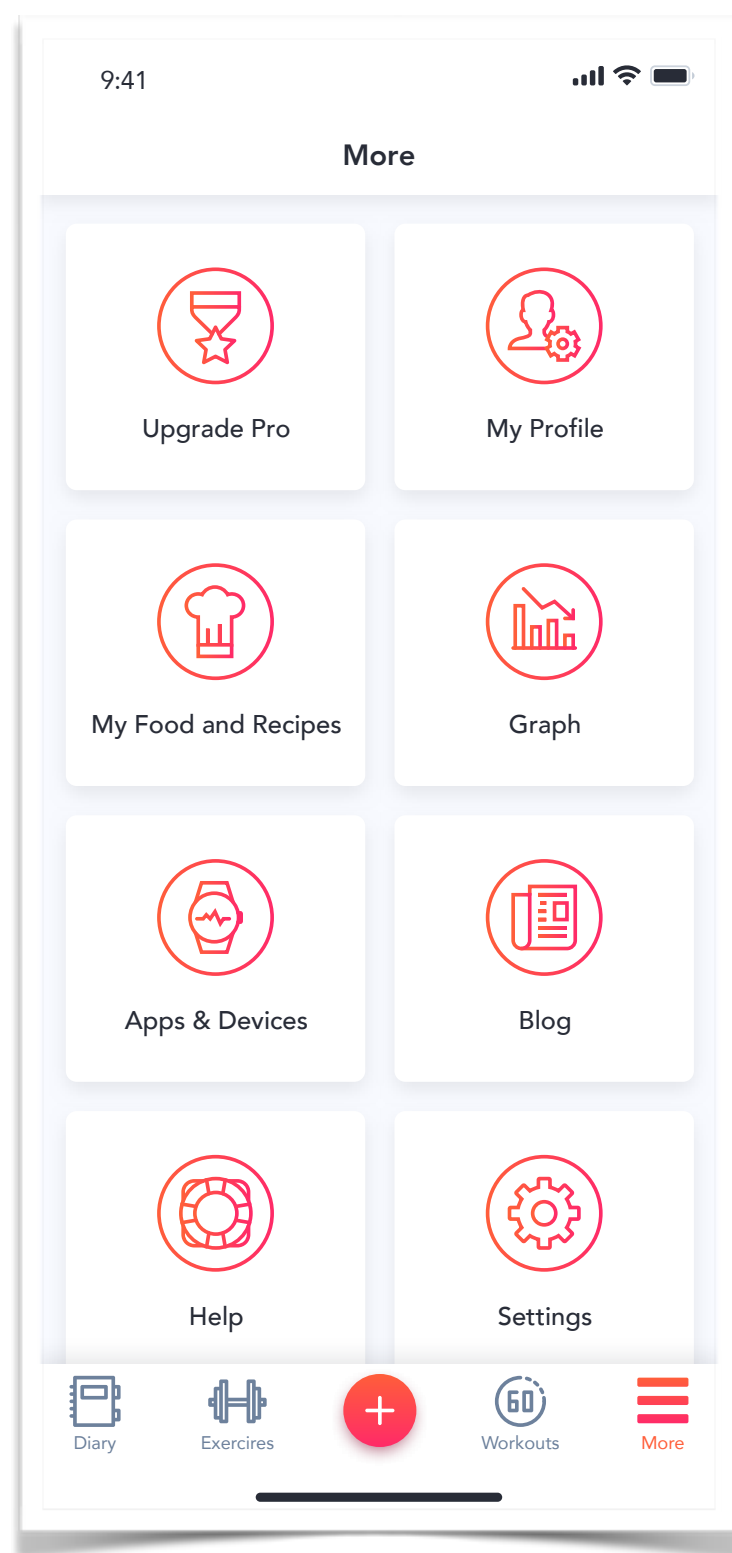 9:41
More
Upgrade Pro
My Profile
My Food and Recipes
Graph
Apps & Devices
Blog
Help
Settings
60
Diary
Exercires
Workouts
More